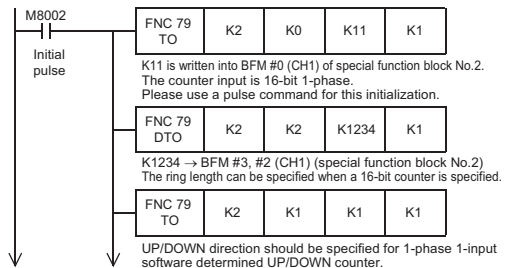 M8002
Initial
pulse
FNC 79
TO
K2
K0
K11
K1
K11 is written into BFM #0 (CH1) of special function block No.2.
The counter input is 16-bit 1-phase.
Please use a pulse command for this initialization.
FNC 79
DTO
K2
K2
K1234
K1
K1234 → BFM #3, #2 (CH1) (special function block No.2)
The ring length can be specified when a 16-bit counter is specified.
FNC 79
TO
K2
K1
K1
K1
UP/DOWN direction should be specified for 1-phase 1-input
software determined UP/DOWN counter.